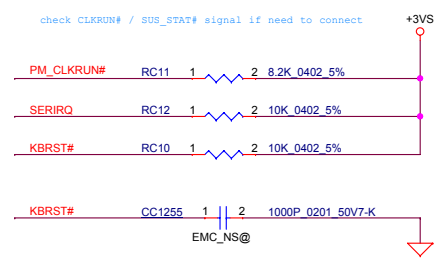 check CLKRUN# / SUS_STAT# signal if need to connect
+3VS
PM_CLKRUN# RC11 1 2 8.2K_0402_5%
SERIRQ RC12 1 2 10K_0402_5%
KBRST# RC10 1 2 10K_0402_5%
KBRST# CC1255 1 2 1000P_0201_50V7-K
EMC_NS@